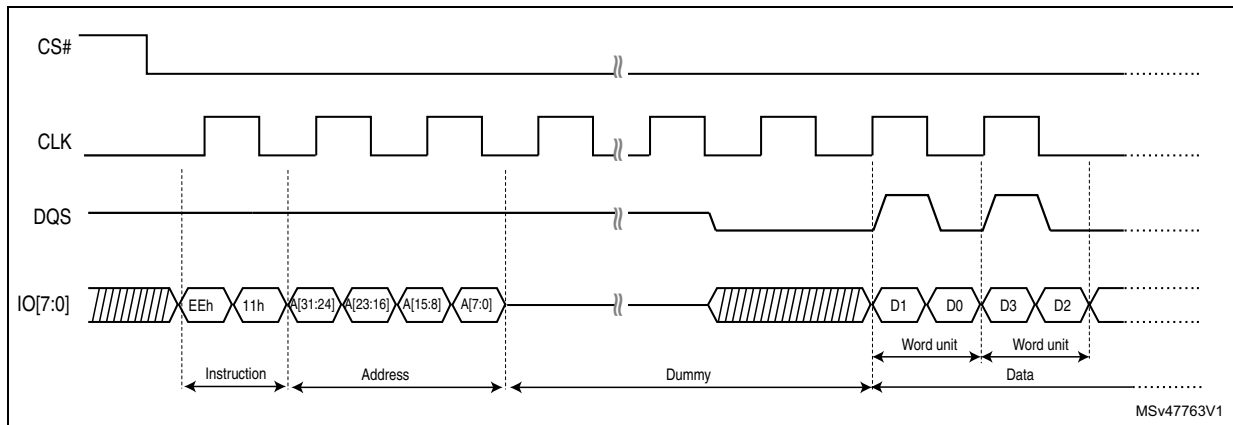 CS#
CLK
DQS
IO[7:0]
EEh 11h A[31:24] A[23:16] A[15:8] A[7:0] D1 D0 D3 D2
Word unit Word unit
Instruction Address Dummy Data
MSv47763V1